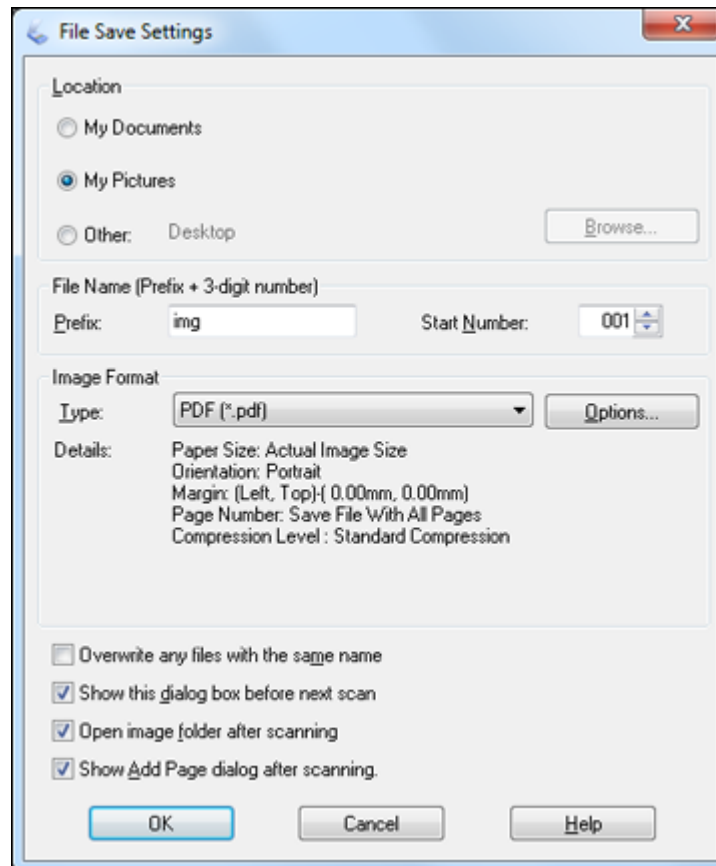 File Save Settings
Location
My Documents
My Pictures
Other: Desktop Browse...
File Name (Prefix + 3-digit number)
Prefix: img Start Number: 001
Image Format
Type: PDF (*.pdf) Options...
Details: Paper Size: Actual Image Size
Orientation: Portrait
Margin: (Left, Top)-( 0.00mm, 0.00mm)
Page Number: Save File With All Pages
Compression Level : Standard Compression
Overwrite any files with the same name
Show this dialog box before next scan
Open image folder after scanning
Show Add Page dialog after scanning.
OK Cancel Help